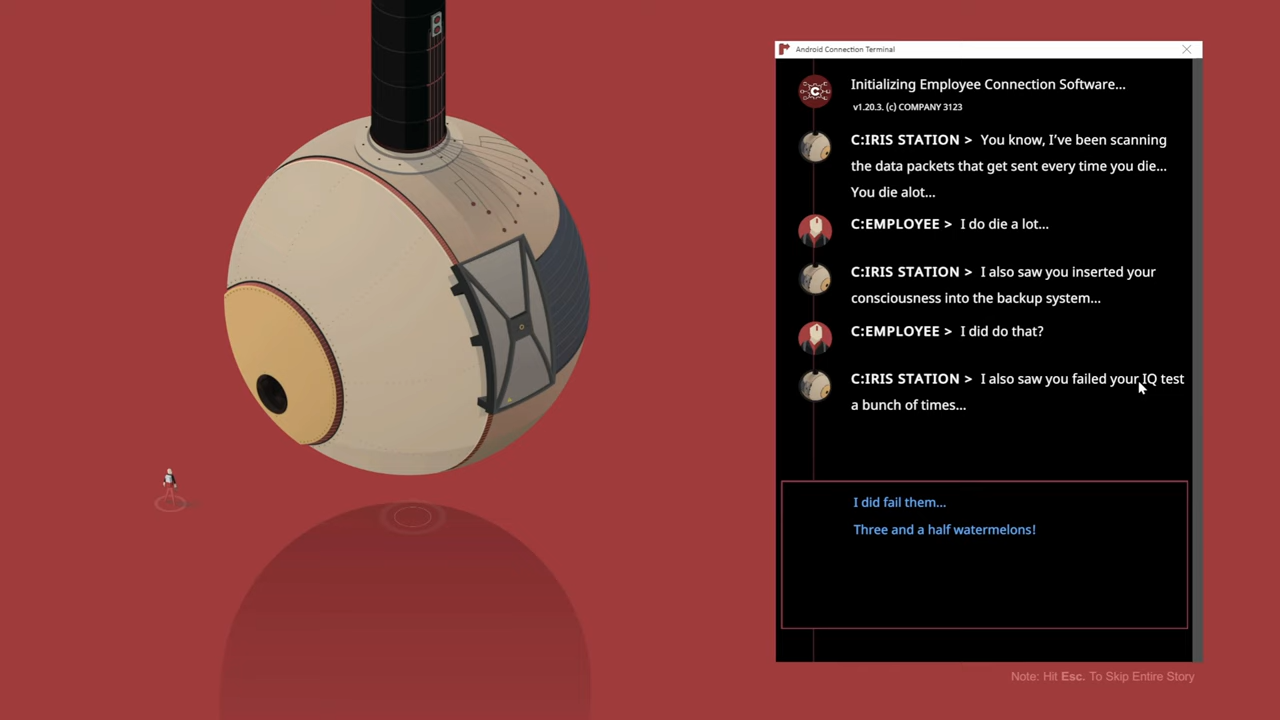 Android Connection Terminal
Initializing Employee Connection Software...
v1.20.3. (c) COMPANY 3123
C:IRIS STATION > You know, I've been scanning
the data packets that get sent every time you die...
You die alot...
C:EMPLOYEE > I do die a lot...
C:IRIS STATION > I also saw you inserted your
consciousness into the backup system...
C:EMPLOYEE > I did do that?
C:IRIS STATION > I also saw you failed your IQ test
a bunch of times...
I did fail them...
Three and a half watermelons!
Note: Hit Esc. To Skip Entire Story